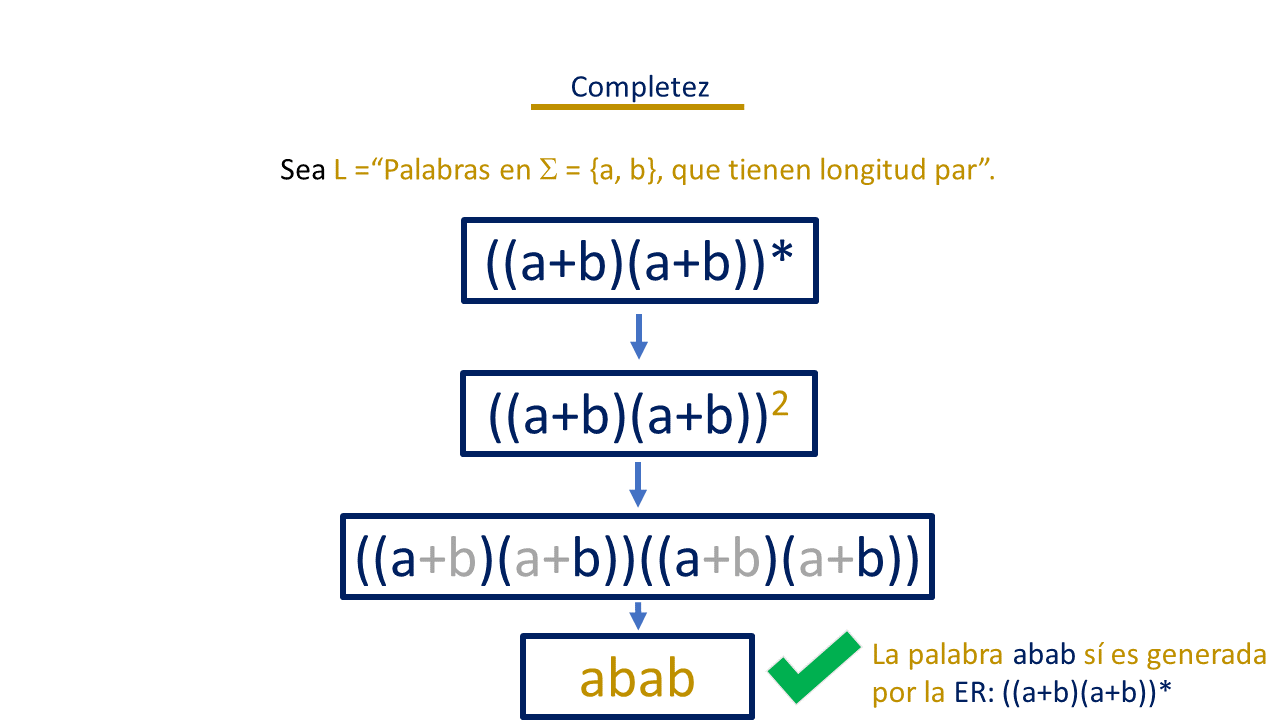 Completez
Sea L =“Palabras en Σ = {a, b}, que tienen longitud par”.
((a+b)(a+b))*
((a+b)(a+b))²
((a+b)(a+b))((a+b)(a+b))
abab
La palabra abab sí es generada
por la ER: ((a+b)(a+b))*